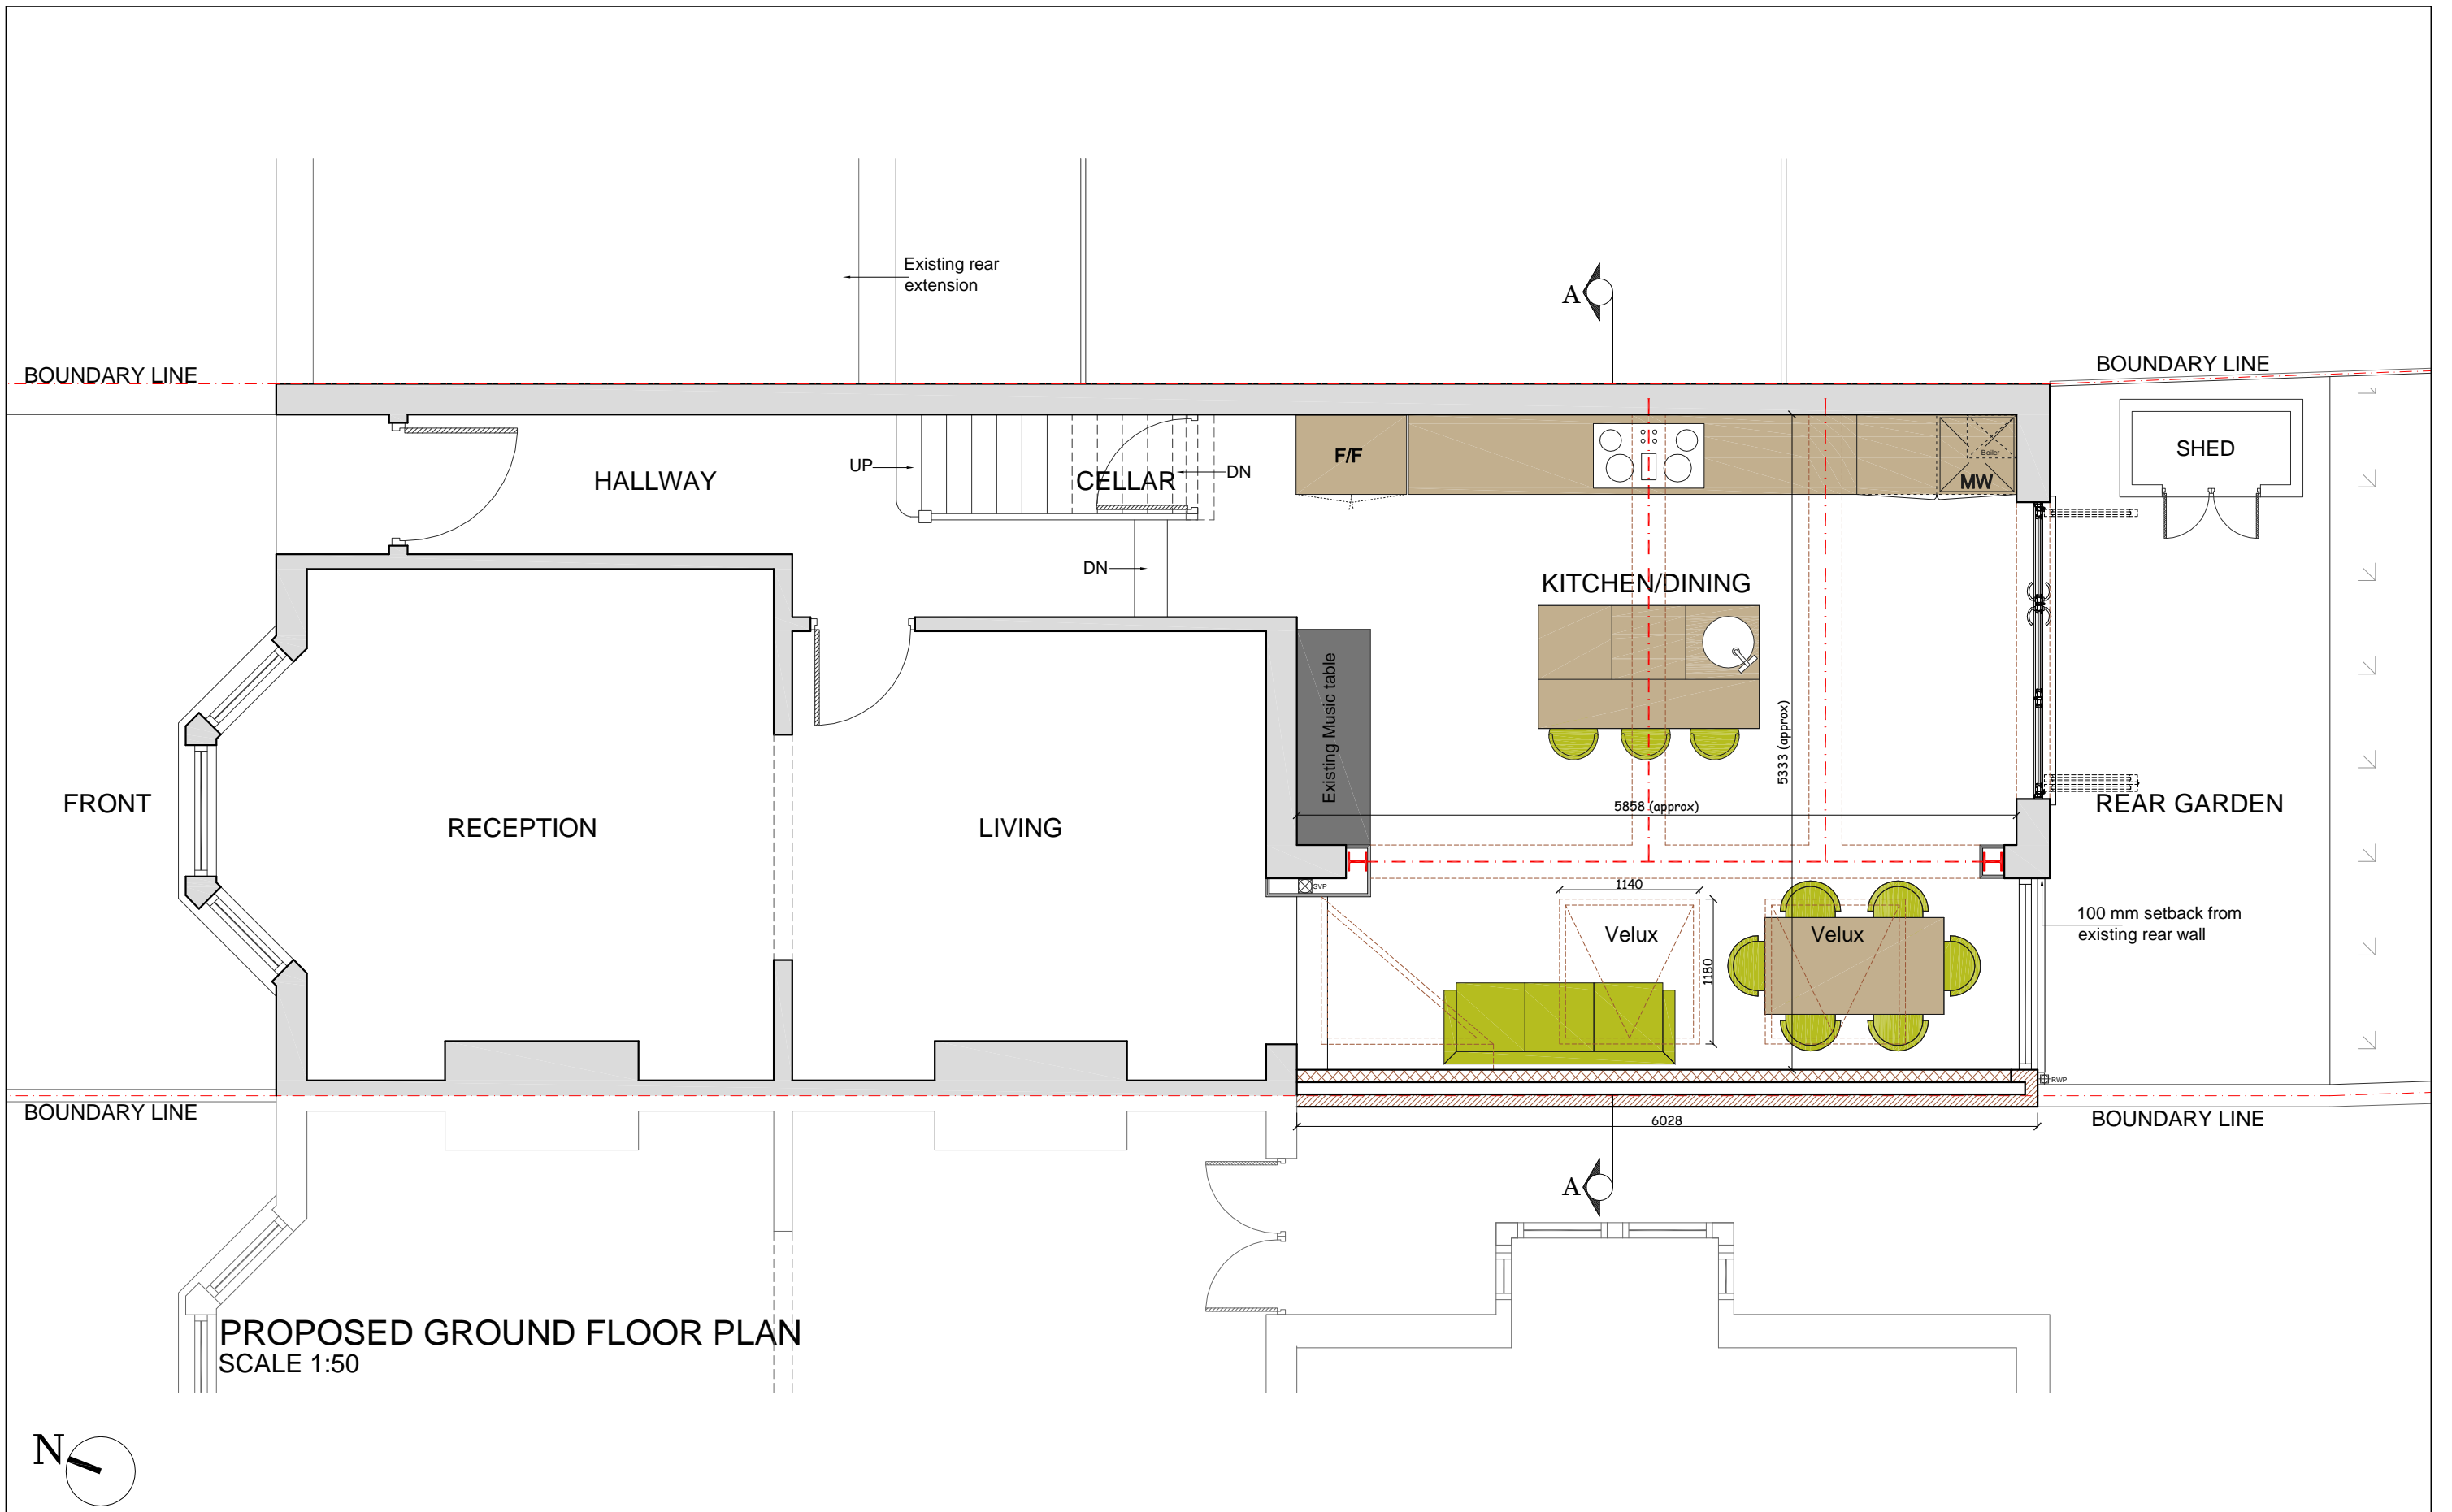 Existing rear
extension
A
BOUNDARY LINE
BOUNDARY LINE
HALLWAY
UP
CELLAR
DN
F/F
Boiler
MW
SHED
DN
KITCHEN/DINING
Existing Music table
5333 (approx)
5858 (approx)
FRONT
RECEPTION
LIVING
REAR GARDEN
SVP
1140
Velux
1180
Velux
100 mm setback from
existing rear wall
RWP
BOUNDARY LINE
6028
BOUNDARY LINE
A
PROPOSED GROUND FLOOR PLAN
SCALE 1:50
N